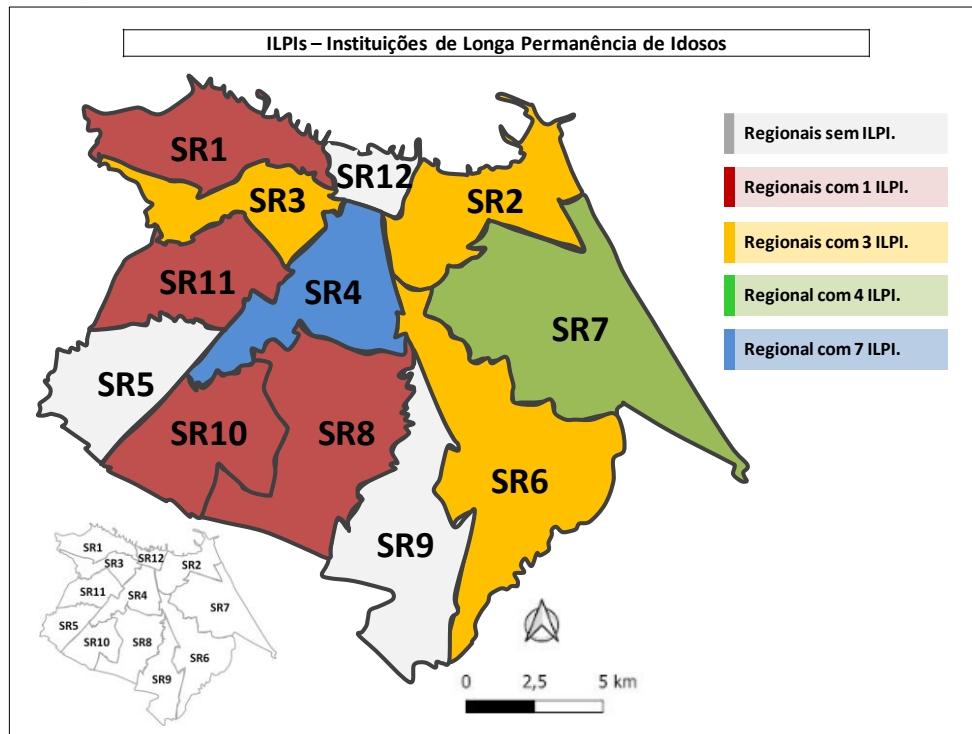 ILPIs – Instituições de Longa Permanência de Idosos
SR1
SR12
SR3
SR2
SR11
SR4
SR7
SR5
SR10
SR8
SR6
SR9
Regionais sem ILPI.
Regionais com 1 ILPI.
Regionais com 3 ILPI.
Regional com 4 ILPI.
Regional com 7 ILPI.
SR1
SR12
SR3
SR2
SR11
SR4
SR7
SR5
SR10
SR8
SR6
SR9
0 2,5 5 km